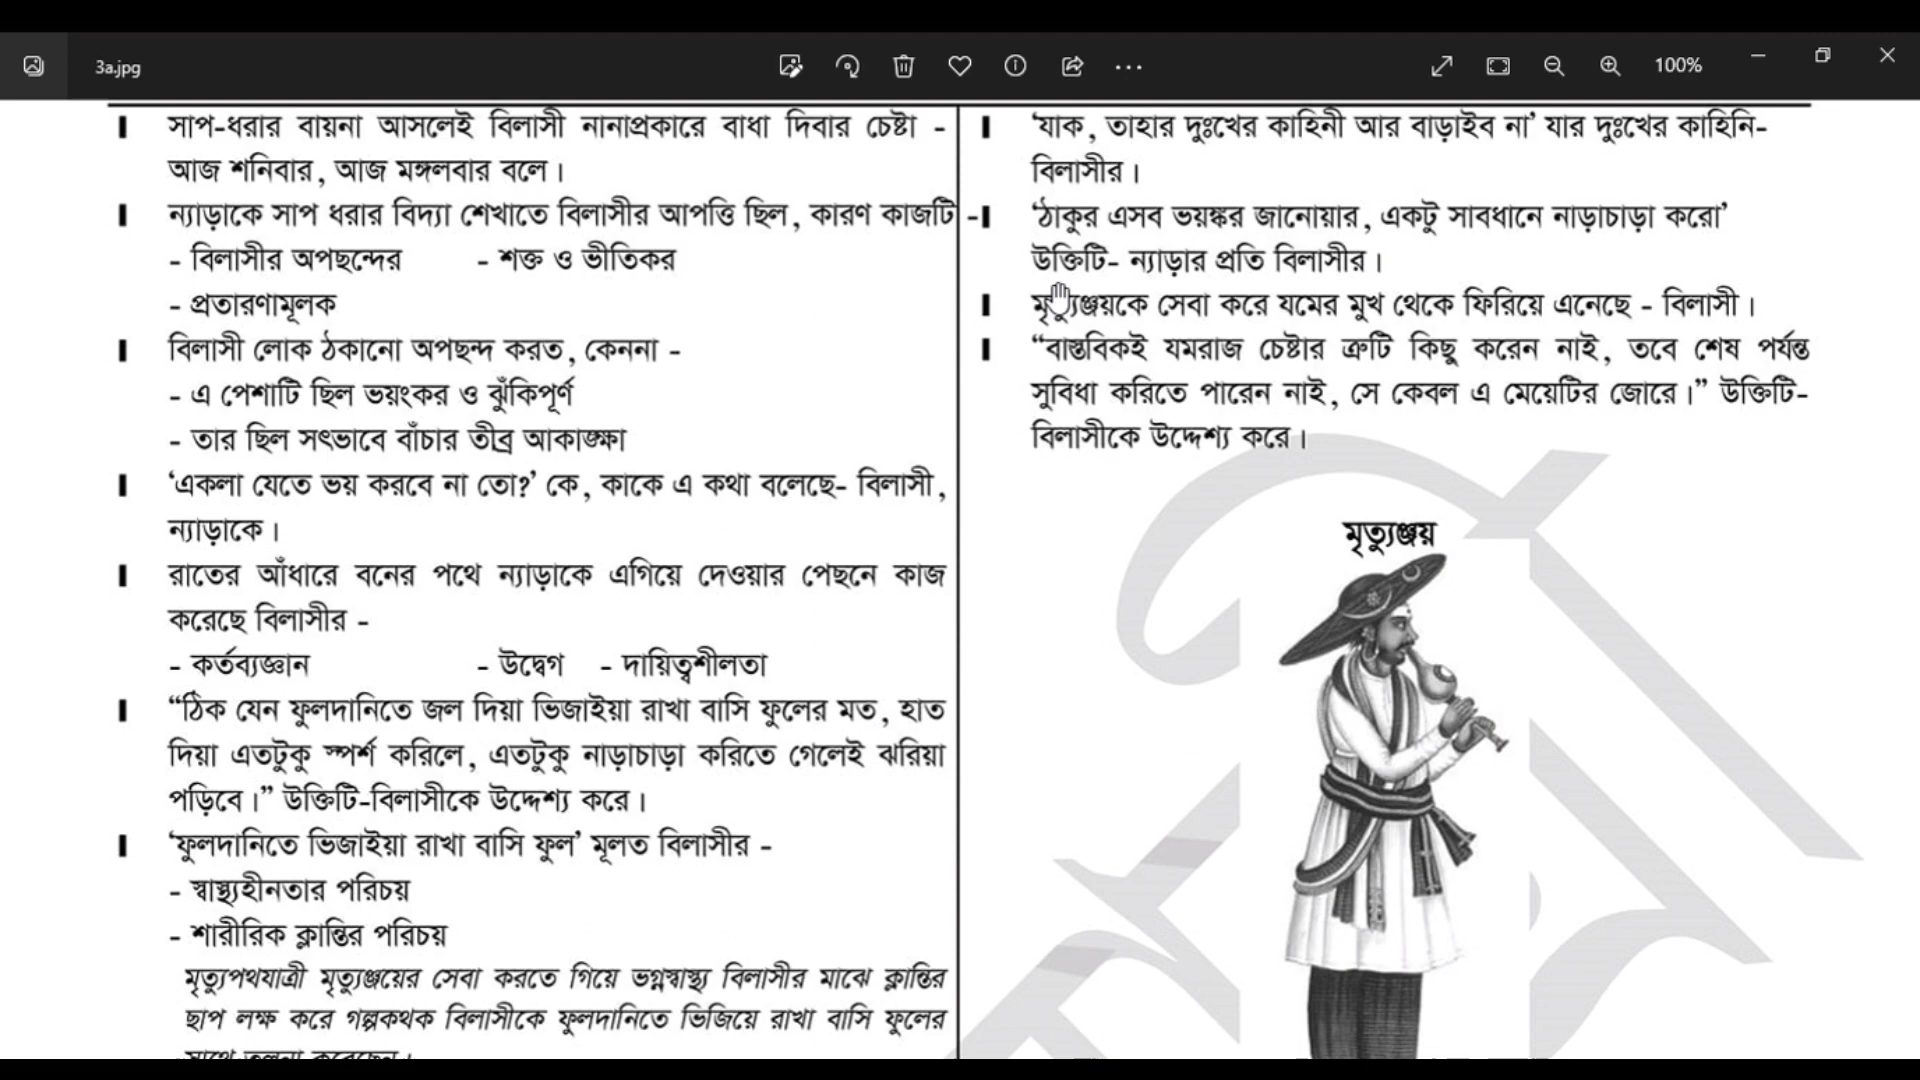 3a.jpg
100%
সাপ-ধরার বায়না আসলেই বিলাসী নানাপ্রকারে বাধা দিবার চেষ্টা -
আজ শনিবার, আজ মঙ্গলবার বলে।
ন্যাড়াকে সাপ ধরার বিদ্যা শেখাতে বিলাসীর আপত্তি ছিল, কারণ কাজটি -
- বিলাসীর অপছন্দের - শক্ত ও ভীতিকর
- প্রতারণামূলক
বিলাসী লোক ঠকানো অপছন্দ করত, কেননা -
- এ পেশাটি ছিল ভয়ংকর ও ঝুঁকিপূর্ণ
- তার ছিল সৎভাবে বাঁচার তীব্র আকাঙ্ক্ষা
‘একলা যেতে ভয় করবে না তো?’ কে, কাকে এ কথা বলেছে- বিলাসী,
ন্যাড়াকে।
রাতের আঁধারে বনের পথে ন্যাড়াকে এগিয়ে দেওয়ার পেছনে কাজ
করেছে বিলাসীর -
- কর্তব্যজ্ঞান - উদ্বেগ - দায়িত্বশীলতা
“ঠিক যেন ফুলদানিতে জল দিয়া ভিজাইয়া রাখা বাসি ফুলের মত, হাত
দিয়া এতটুকু স্পর্শ করিলে, এতটুকু নাড়াচাড়া করিতে গেলেই ঝরিয়া
পড়িবে।” উক্তিটি-বিলাসীকে উদ্দেশ্য করে।
‘ফুলদানিতে ভিজাইয়া রাখা বাসি ফুল’ মূলত বিলাসীর -
- স্বাস্থ্যহীনতার পরিচয়
- শারীরিক ক্লান্তির পরিচয়
মৃত্যুপথযাত্রী মৃত্যুঞ্জয়ের সেবা করতে গিয়ে ভগ্নস্বাস্থ্য বিলাসীর মাঝে ক্লান্তির
ছাপ লক্ষ করে গল্পকথক বিলাসীকে ফুলদানিতে ভিজিয়ে রাখা বাসি ফুলের
সাথে তুলনা করেছেন।
‘যাক, তাহার দুঃখের কাহিনী আর বাড়াইব না’ যার দুঃখের কাহিনি-
বিলাসীর।
‘ঠাকুর এসব ভয়ঙ্কর জানোয়ার, একটু সাবধানে নাড়াচাড়া করো’
উক্তিটি- ন্যাড়ার প্রতি বিলাসীর।
মৃত্যুঞ্জয়কে সেবা করে যমের মুখ থেকে ফিরিয়ে এনেছে - বিলাসী।
“বাস্তবিকই যমরাজ চেষ্টার ত্রুটি কিছু করেন নাই, তবে শেষ পর্যন্ত
সুবিধা করিতে পারেন নাই, সে কেবল এ মেয়েটির জোরে।” উক্তিটি-
বিলাসীকে উদ্দেশ্য করে।
মৃত্যুঞ্জয়